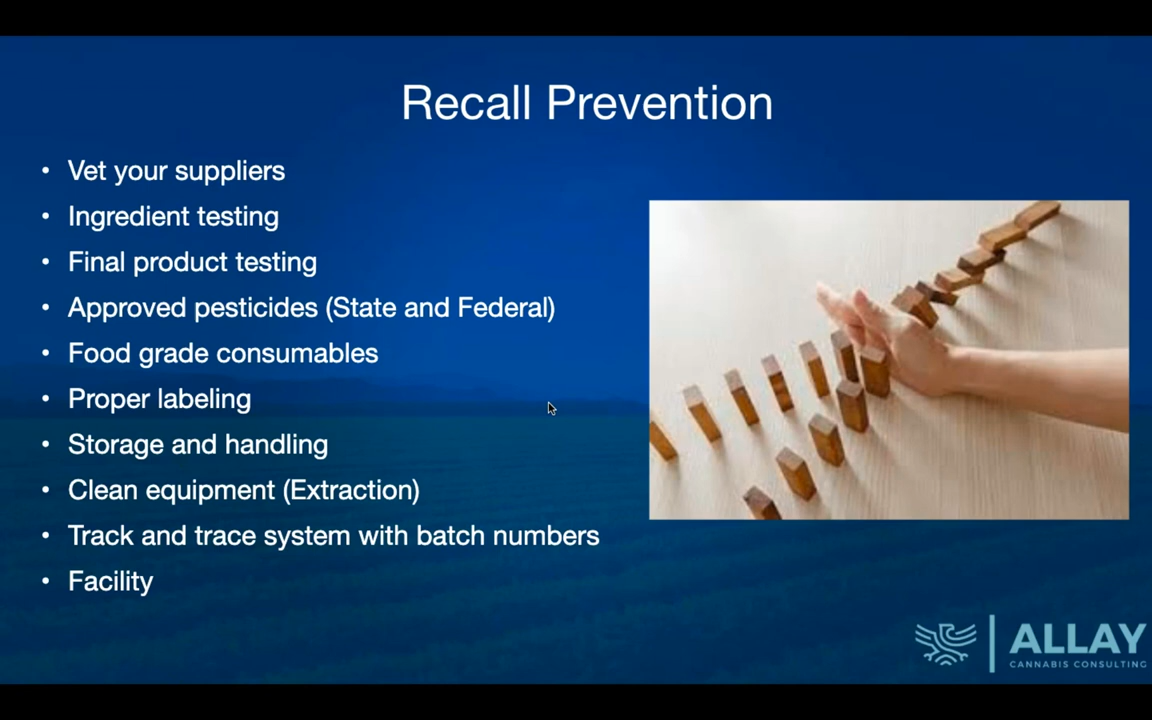 Recall Prevention
• Vet your suppliers
• Ingredient testing
• Final product testing
• Approved pesticides (State and Federal)
• Food grade consumables
• Proper labeling
• Storage and handling
• Clean equipment (Extraction)
• Track and trace system with batch numbers
• Facility
ALLAY
CANNABIS CONSULTING